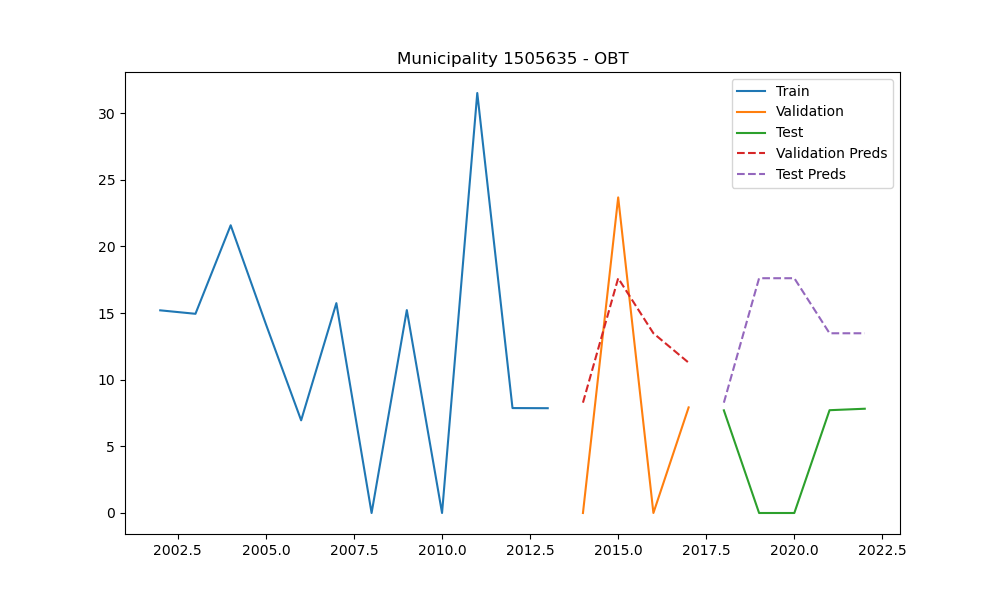 Municipality 1505635 - OBT
Train
Validation
Test
Validation Preds
Test Preds
30
25
20
15
10
5
0
2002.5 2005.0 2007.5 2010.0 2012.5 2015.0 2017.5 2020.0 2022.5